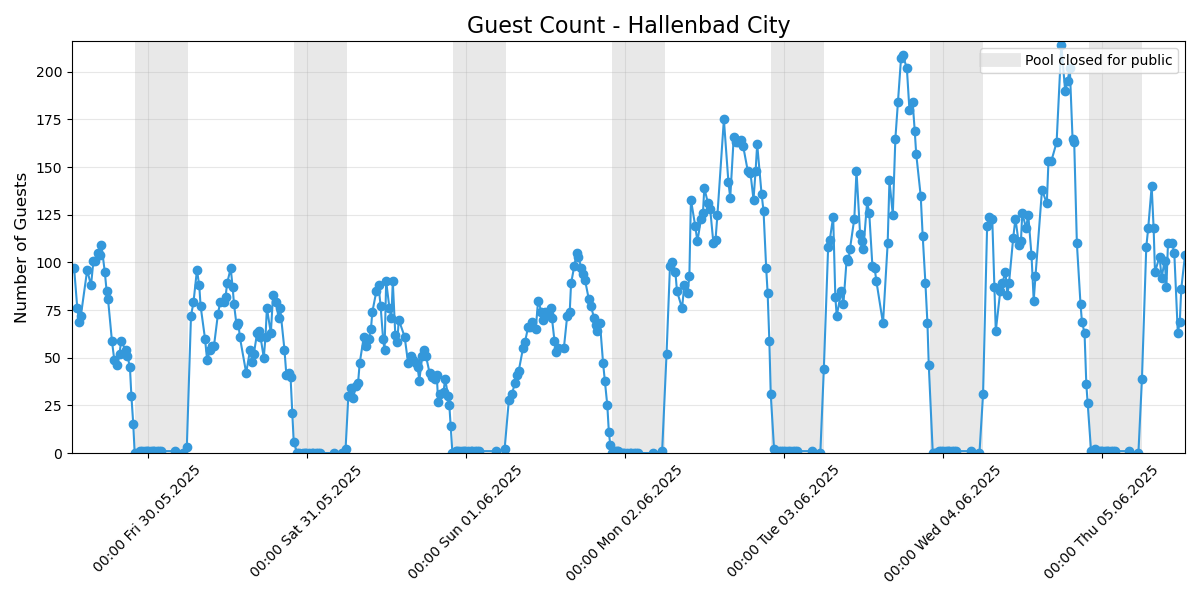 Guest Count - Hallenbad City
Pool closed for public
Number of Guests
200
175
150
125
100
75
50
25
0
00:00 Fri 30.05.2025
00:00 Sat 31.05.2025
00:00 Sun 01.06.2025
00:00 Mon 02.06.2025
00:00 Tue 03.06.2025
00:00 Wed 04.06.2025
00:00 Thu 05.06.2025